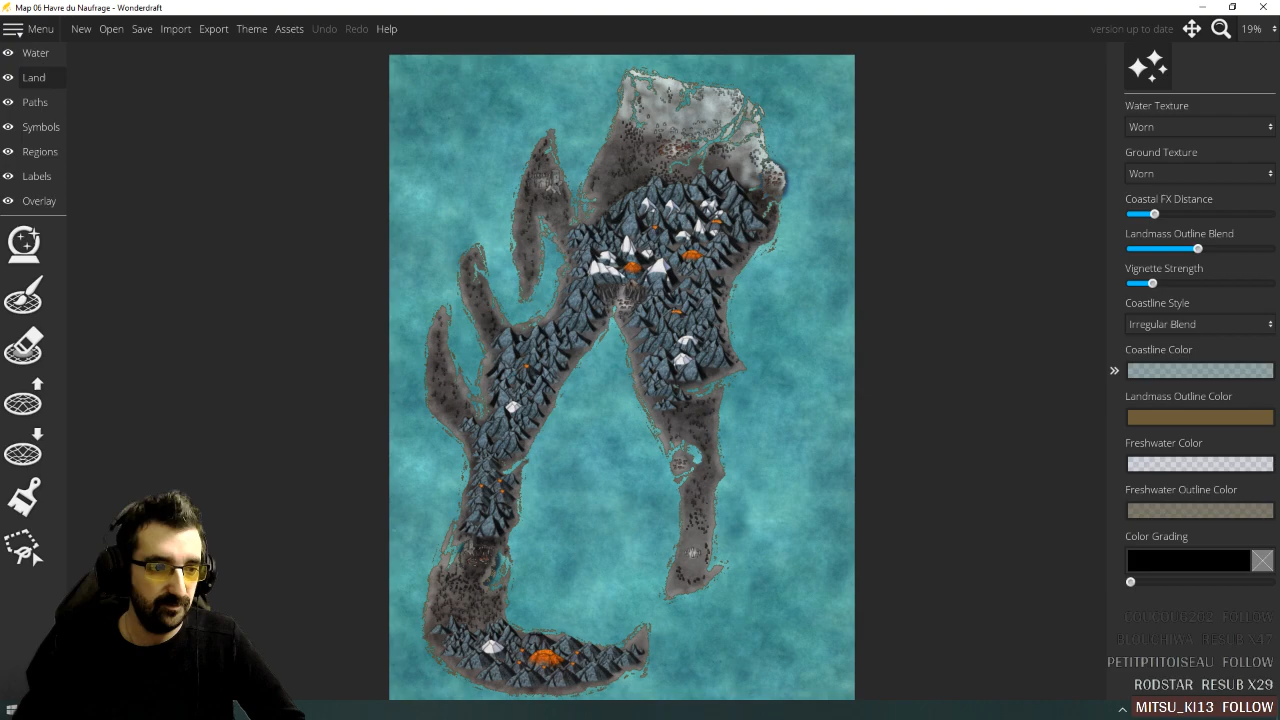 Map 06 Havre du Naufrage - Wonderdraft
Menu New Open Save Import Export Theme Assets Undo Redo Help version up to date 19%
Water
Land
Paths
Symbols
Regions
Labels
Overlay
Water Texture
Worn
Ground Texture
Worn
Coastal FX Distance
Landmass Outline Blend
Vignette Strength
Coastline Style
Irregular Blend
Coastline Color
Landmass Outline Color
Freshwater Color
Freshwater Outline Color
Color Grading
FOLLOW
RESUB X47
PETITPTITOISEAU FOLLOW
RODSTAR RESUB X29
MITSU_KI13 FOLLOW